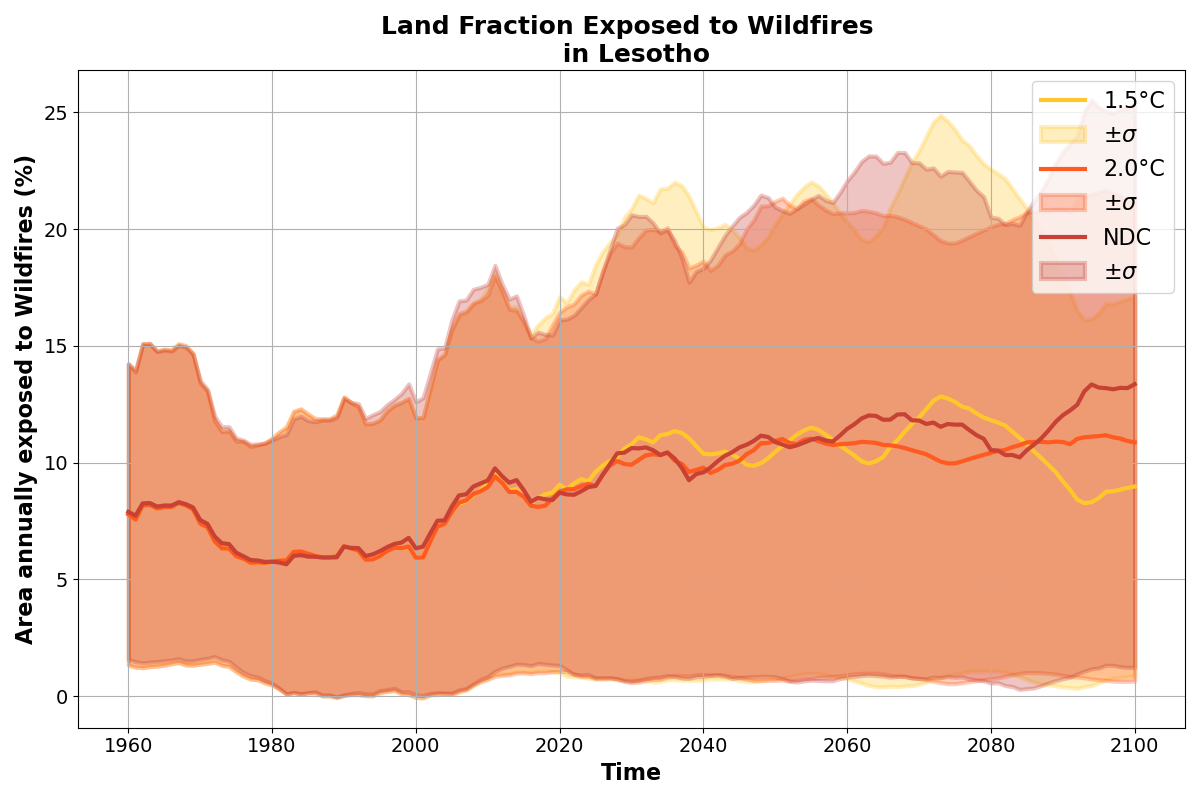 Land Fraction Exposed to Wildfires
in Lesotho
Area annually exposed to Wildfires (%)
25
20
15
10
5
0
1960
1980
2000
2020
2040
2060
2080
2100
Time
1.5°C
±σ
2.0°C
±σ
NDC
±σ